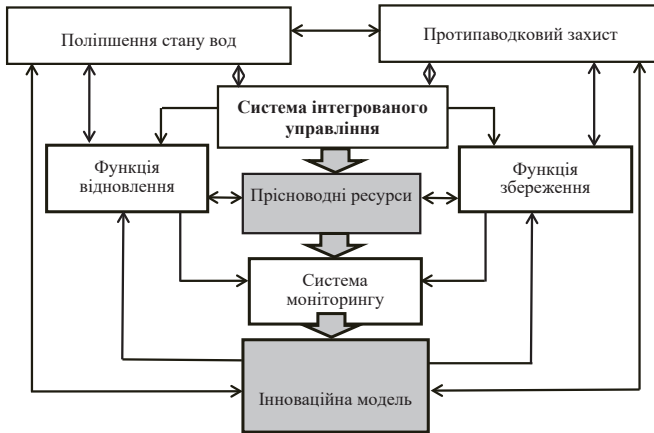 Поліпшення стану вод
Протипаводковий захист
Система інтегрованого
управління
Функція
відновлення
Прісноводні ресурси
Функція
збереження
Система
моніторингу
Інноваційна модель